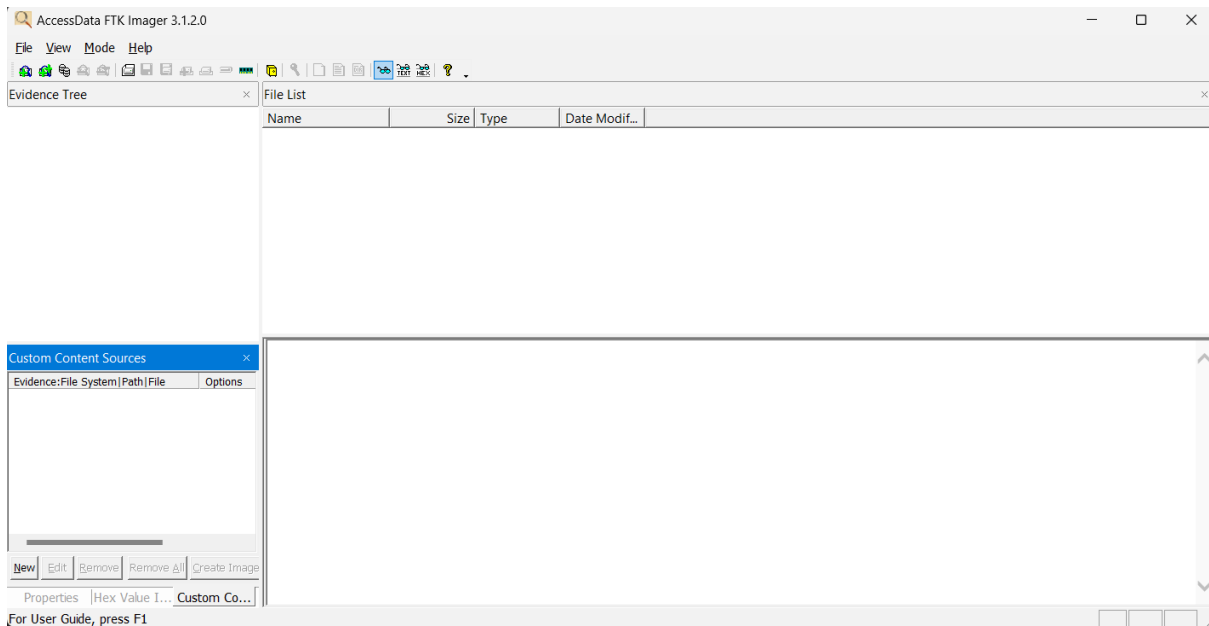 AccessData FTK Imager 3.1.2.0
File View Mode Help
TEXT HEX
Evidence Tree
File List
Name Size Type Date Modif...
Custom Content Sources
Evidence:File System|Path|File Options
New Edit Remove Remove All Create Image
Properties Hex Value I... Custom Co...
For User Guide, press F1